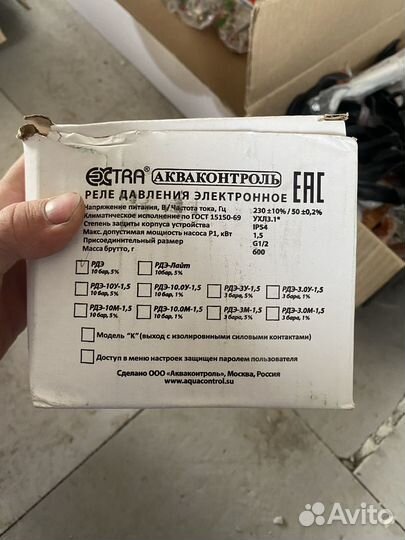 EXTRA® АКВАКОНТРОЛЬ EAC
РЕЛЕ ДАВЛЕНИЯ ЭЛЕКТРОННОЕ
Напряжение питания, В/ Частота тока, Гц 230 ±10% / 50 ±0,2%
Климатическое исполнение по ГОСТ 15150-69 УХЛ3.1*
Степень защиты корпуса устройства IP54
Макс. допустимая мощность насоса P1, кВт 1,5
Присоединительный размер G1/2
Масса брутто, г 600
РДЭ РДЭ-Лайт
10 бар, 5% 10бар, 5%
РДЭ-10У-1,5 РДЭ-10.0У-1,5 РДЭ-3У-1,5 РДЭ-3.0У-1,5
10 бар, 5% 10 бар, 1% 3 бара, 5% 3 бара, 1%
РДЭ-10М-1,5 РДЭ-10.0М-1,5 РДЭ-3М-1,5 РДЭ-3.0М-1,5
10 бар, 5% 10 бар, 1% 3 бара, 5% 3 бара, 1%
Модель "К"(выход с изолированными силовыми контактами)
Доступ в меню настроек защищен паролем пользователя
Сделано ООО «Акваконтроль», Москва, Россия
www.aquacontrol.su
Avito